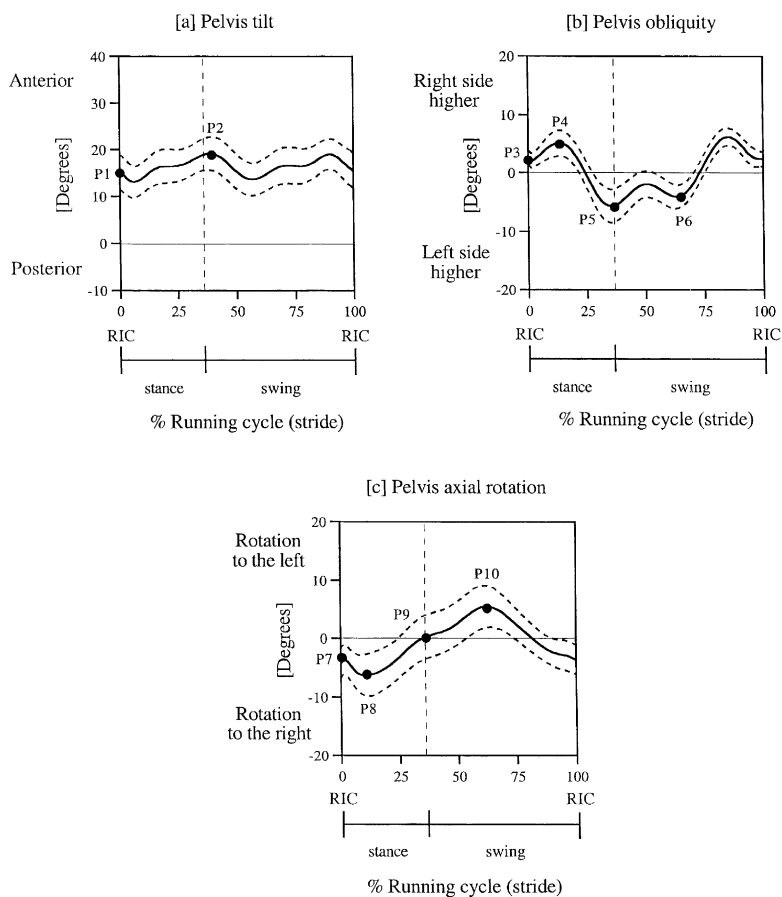 [a] Pelvis tilt
40
Anterior
30
P2
20
P1
[Degrees]
10
0
Posterior
-10
0 25 50 75 100
RIC RIC
stance swing
% Running cycle (stride)
[b] Pelvis obliquity
20
Right side
higher
10
P4
P3
[Degrees]
0
P5 P6
-10
Left side
higher
-20
0 25 50 75 100
RIC RIC
stance swing
% Running cycle (stride)
[c] Pelvis axial rotation
20
Rotation
to the left
10
P10
P9
[Degrees]
0
P7
-10
P8
Rotation
to the right
-20
0 25 50 75 100
RIC RIC
stance swing
% Running cycle (stride)